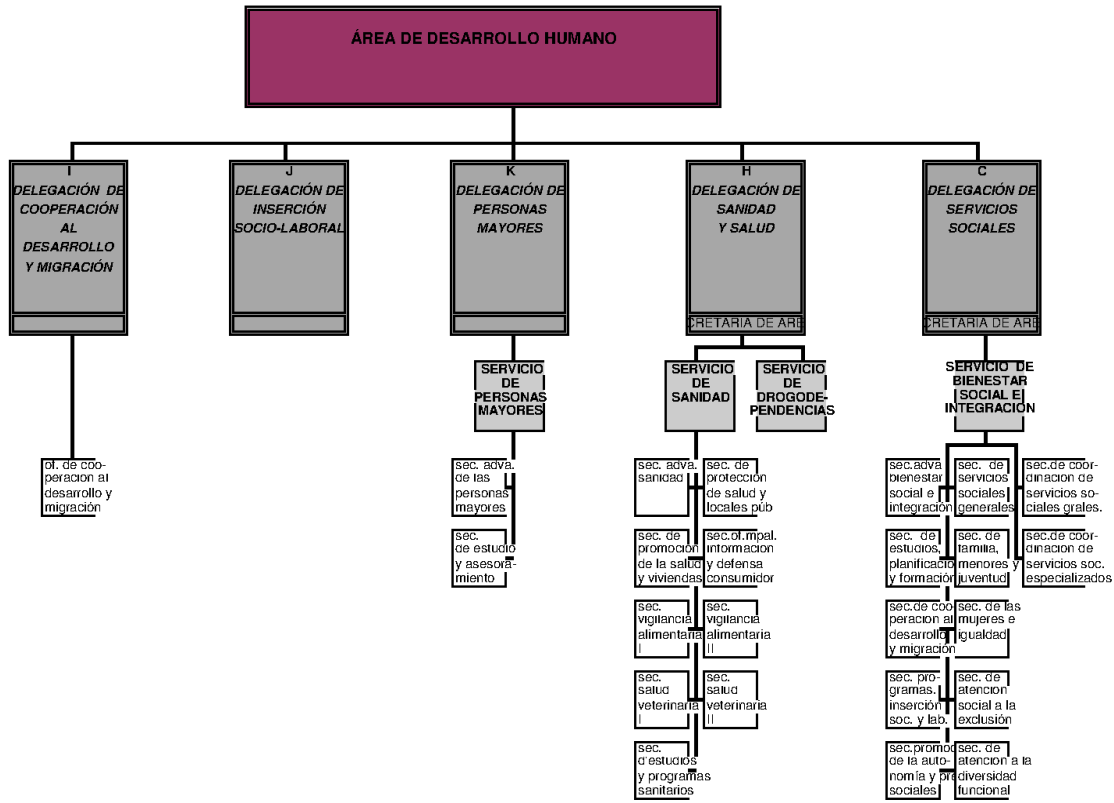 ÁREA DE DESARROLLO HUMANO
I
DELEGACIÓN DE
COOPERACIÓN
AL
DESARROLLO
Y MIGRACIÓN
J
DELEGACIÓN DE
INSERCIÓN
SOCIO-LABORAL
K
DELEGACIÓN DE
PERSONAS
MAYORES
H
DELEGACIÓN DE
SANIDAD
Y SALUD
CRETARIA DE ARE
C
DELEGACIÓN DE
SERVICIOS
SOCIALES
CRETARIA DE ARE
SERVICIO
DE
PERSONAS
MAYORES
SERVICIO
DE
SANIDAD
SERVICIO
DE
DROGODE-
PENDENCIAS
SERVICIO DE
BIENESTAR
SOCIAL E
INTEGRACIÓN
of. de coo-
peración al
desarrollo y
migración
sec. adva.
de las
personas
mayores
sec.
de estudio
y asesora-
miento
sec. adva.
sanidad
sec. de
protección
de salud y
locales púb
sec. de
promoción
de la salud
y viviendas
sec.of.mpal.
información
y defensa
consumidor
sec.
vigilancia
alimentaria
I
sec.
vigilancia
alimentaria
II
sec.
salud
veterinaria
I
sec.
salud
veterinaria
II
sec.
d'estudios
y programas
sanitarios
sec.adva
bienestar
social e
integración
sec. de
servicios
sociales
generales
sec.de coor-
dinación de
servicios so-
ciales grales.
sec. de
estudios,
planificació
y formación
sec. de
familia,
menores y
juventud
sec.de coor-
dinación de
servicios soc.
especializados
sec.de coo-
peración al
desarrollo
y migración
sec. de las
mujeres e
igualdad
sec. pro-
gramas.
inserción
soc. y lab.
sec. de
atención
social a la
exclusión
sec.promoc
de la auto-
nomía y pre
sociales
sec. de
atención a la
diversidad
funcional